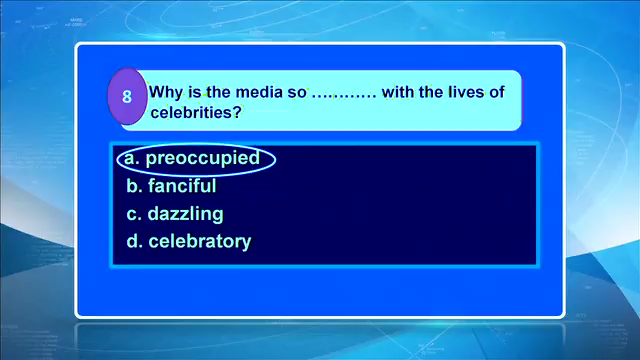 8
Why is the media so ………… with the lives of
celebrities?
a. preoccupied
b. fanciful
c. dazzling
d. celebratory